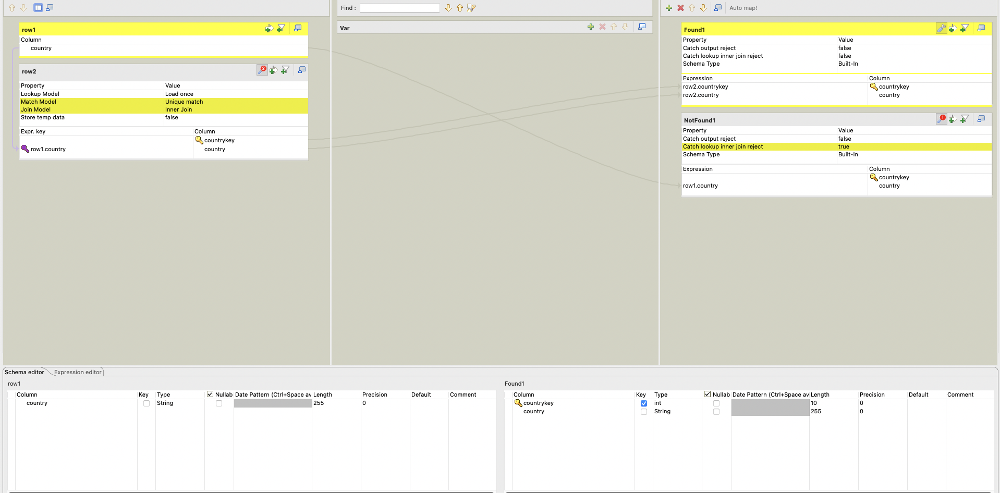 Find :
Auto map!
row1
Column
country
row2
2
Property Value
Lookup Model Load once
Match Model Unique match
Join Model Inner Join
Store temp data false
Expr. key Column
countrykey
row1.country country
Var
Found1
Property Value
Catch output reject false
Catch lookup inner join reject false
Schema Type Built-In
Expression Column
row2.countrykey countrykey
row2.country country
NotFound1
1
Property Value
Catch output reject false
Catch lookup inner join reject true
Schema Type Built-In
Expression Column
countrykey
row1.country country
Schema editor Expression editor
row1
Column Key Type Nullab Date Pattern (Ctrl+Space av Length Precision Default Comment
country String 255 0
Found1
Column Key Type Nullab Date Pattern (Ctrl+Space av Length Precision Default Comment
countrykey int 10 0
country String 255 0